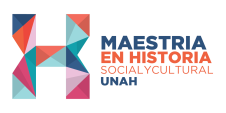 MAESTRIA
EN HISTORIA
SOCIALYCULTURAL
UNAH